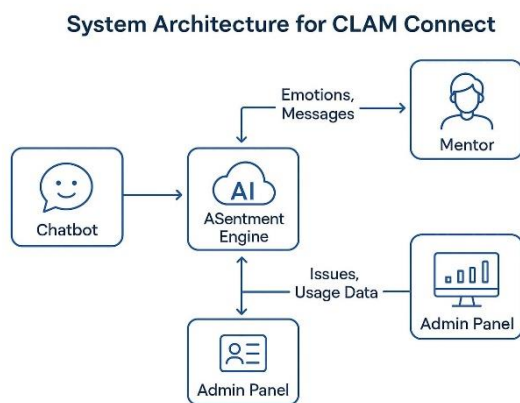 System Architecture for CLAM Connect
Emotions,
Messages
Mentor
Chatbot
AI
ASentment
Engine
Issues,
Usage Data
Admin Panel
Admin Panel